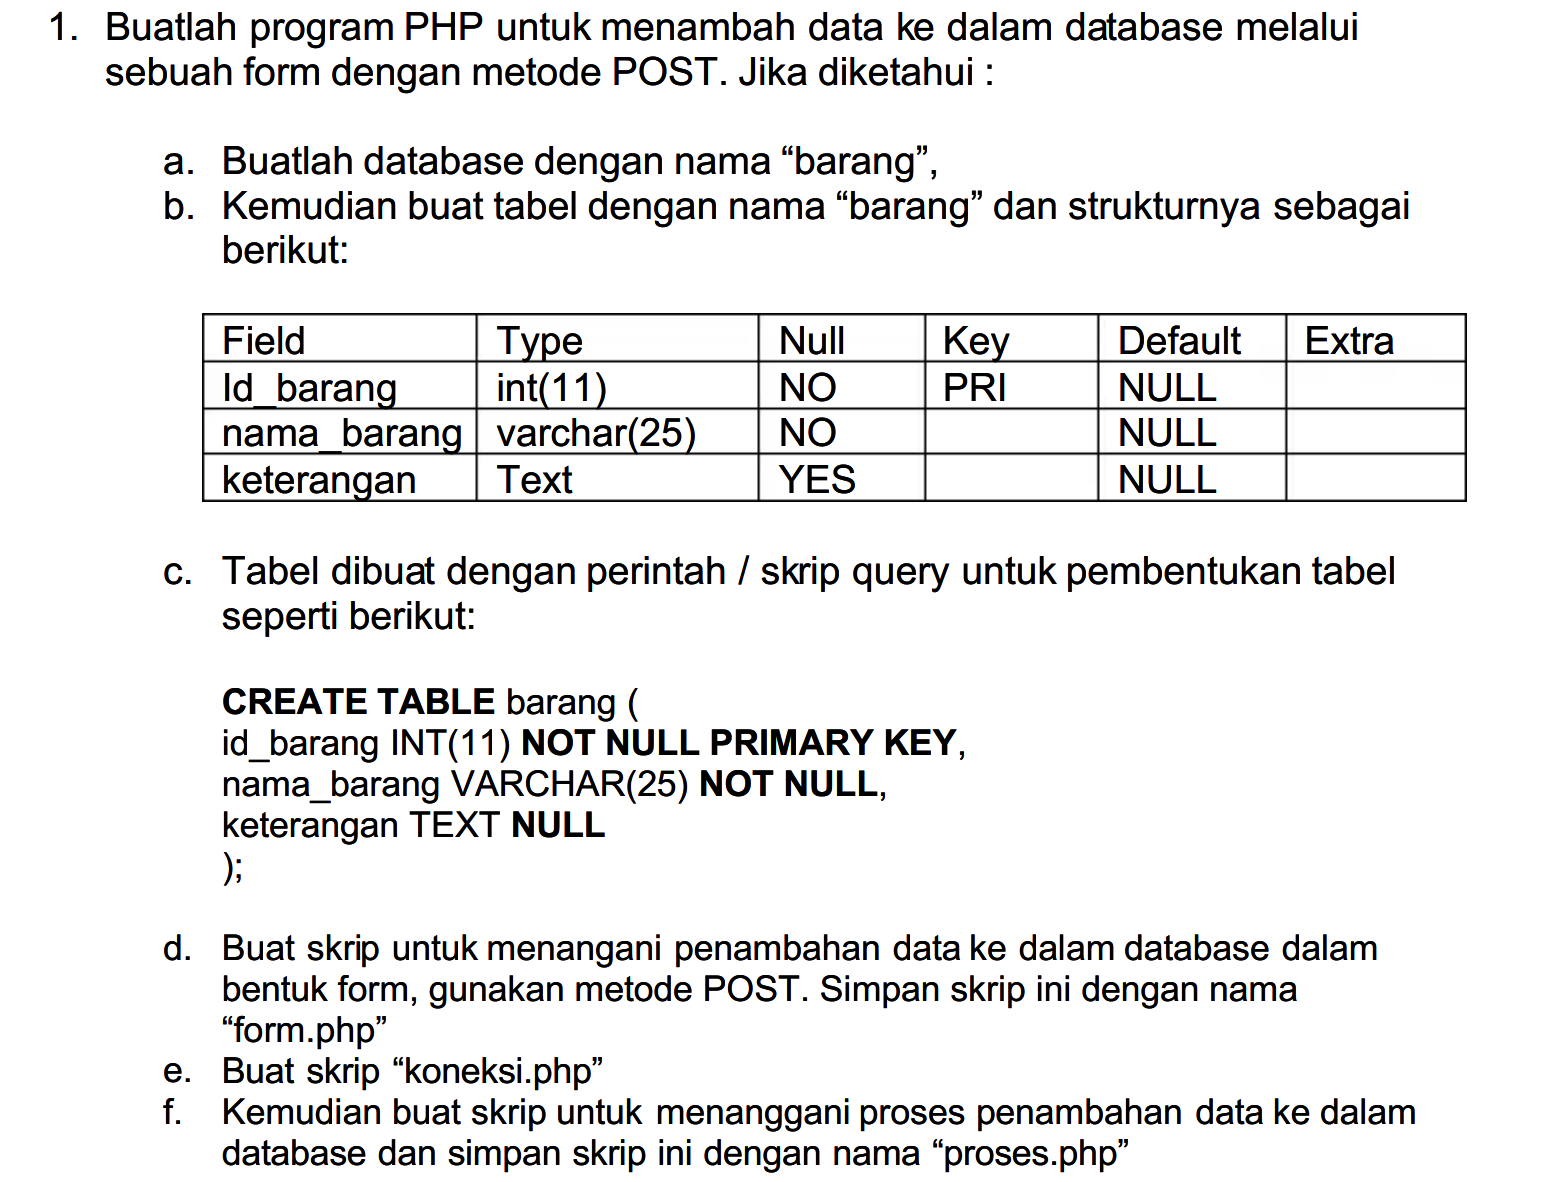 1. Buatlah program PHP untuk menambah data ke dalam database melalui
sebuah form dengan metode POST. Jika diketahui :
a. Buatlah database dengan nama “barang”,
b. Kemudian buat tabel dengan nama “barang” dan strukturnya sebagai
berikut:
Field Type Null Key Default Extra
Id_barang int(11) NO PRI NULL
nama_barang varchar(25) NO NULL
keterangan Text YES NULL
c. Tabel dibuat dengan perintah / skrip query untuk pembentukan tabel
seperti berikut:
CREATE TABLE barang (
id_barang INT(11) NOT NULL PRIMARY KEY,
nama_barang VARCHAR(25) NOT NULL,
keterangan TEXT NULL
);
d. Buat skrip untuk menangani penambahan data ke dalam database dalam
bentuk form, gunakan metode POST. Simpan skrip ini dengan nama
“form.php”
e. Buat skrip “koneksi.php”
f. Kemudian buat skrip untuk menanggani proses penambahan data ke dalam
database dan simpan skrip ini dengan nama “proses.php”